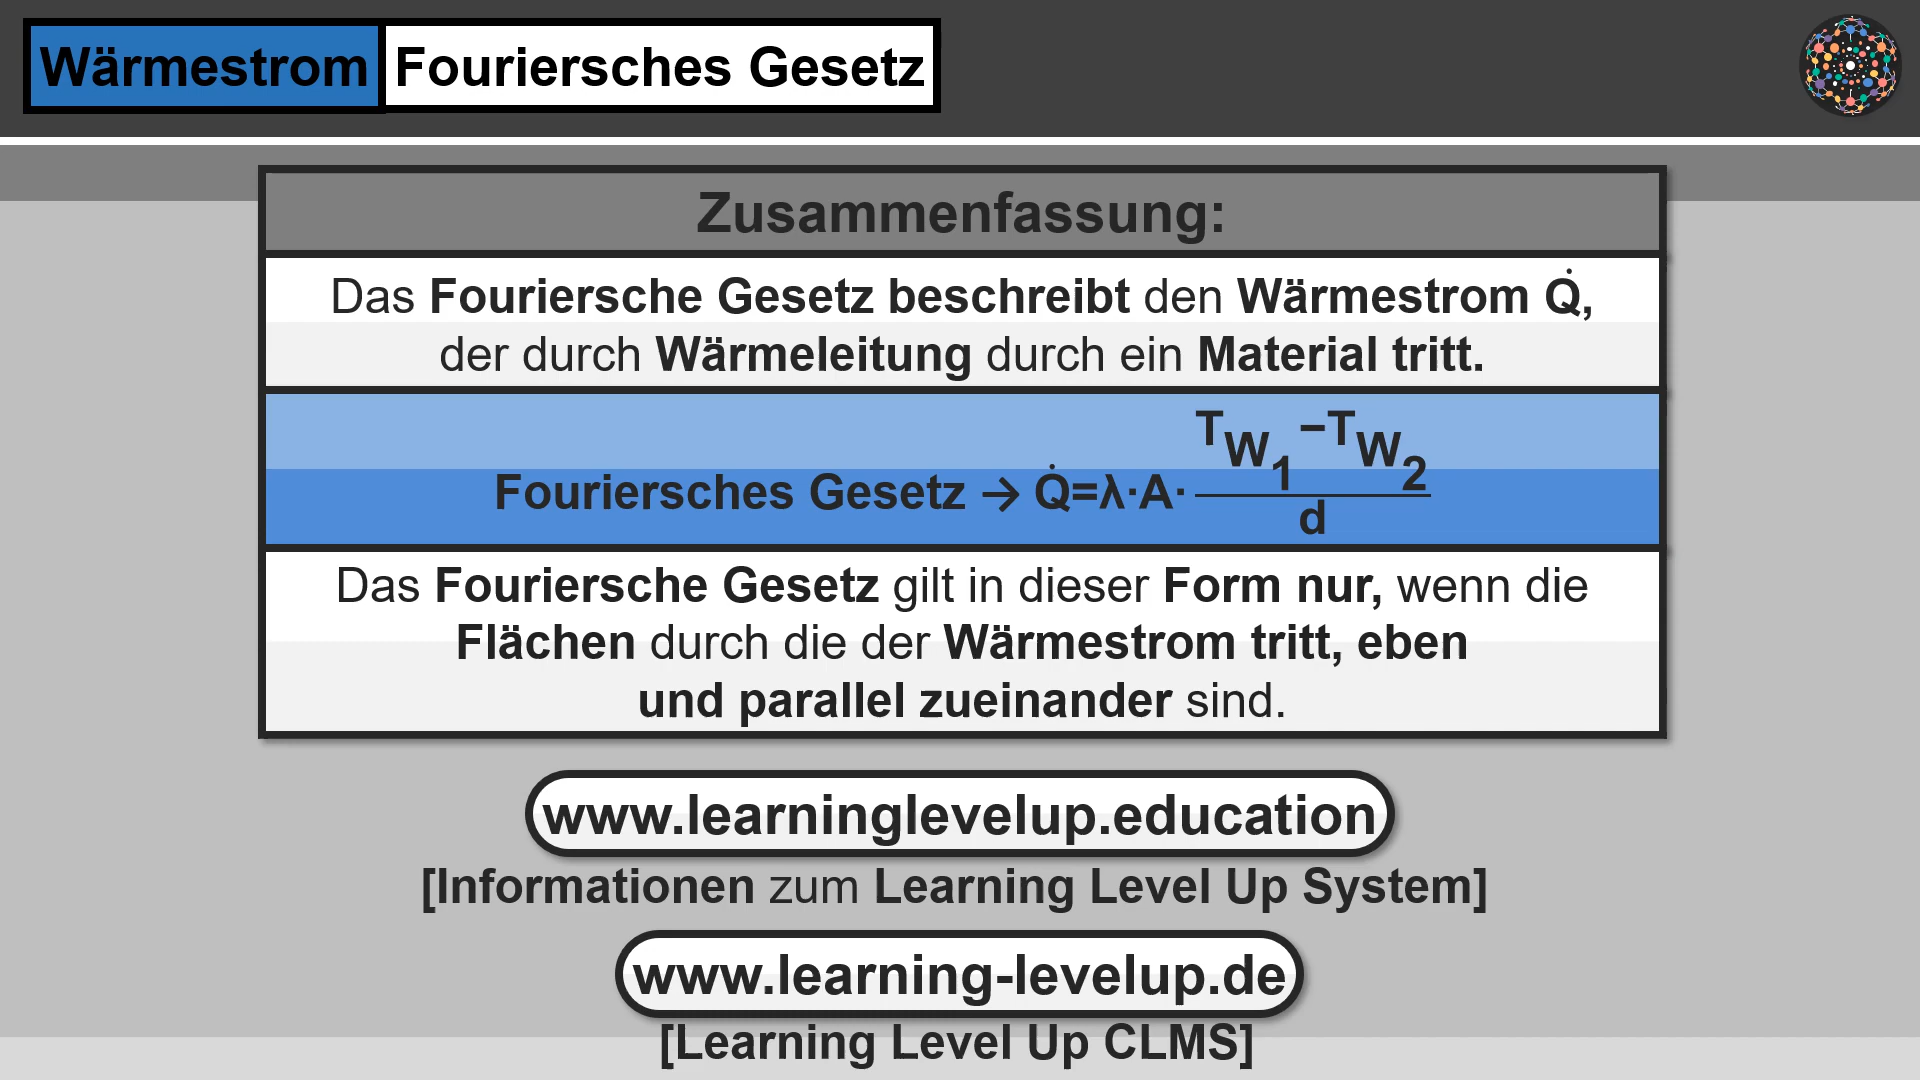 Wärmestrom Fouriersches Gesetz
Zusammenfassung:
Das Fouriersche Gesetz beschreibt den Wärmestrom Q̇,
der durch Wärmeleitung durch ein Material tritt.
Fouriersches Gesetz → Q̇=λ·A· (T_W_1 −T_W_2)/d
Das Fouriersche Gesetz gilt in dieser Form nur, wenn die
Flächen durch die der Wärmestrom tritt, eben
und parallel zueinander sind.
www.learninglevelup.education
[Informationen zum Learning Level Up System]
www.learning-levelup.de
[Learning Level Up CLMS]